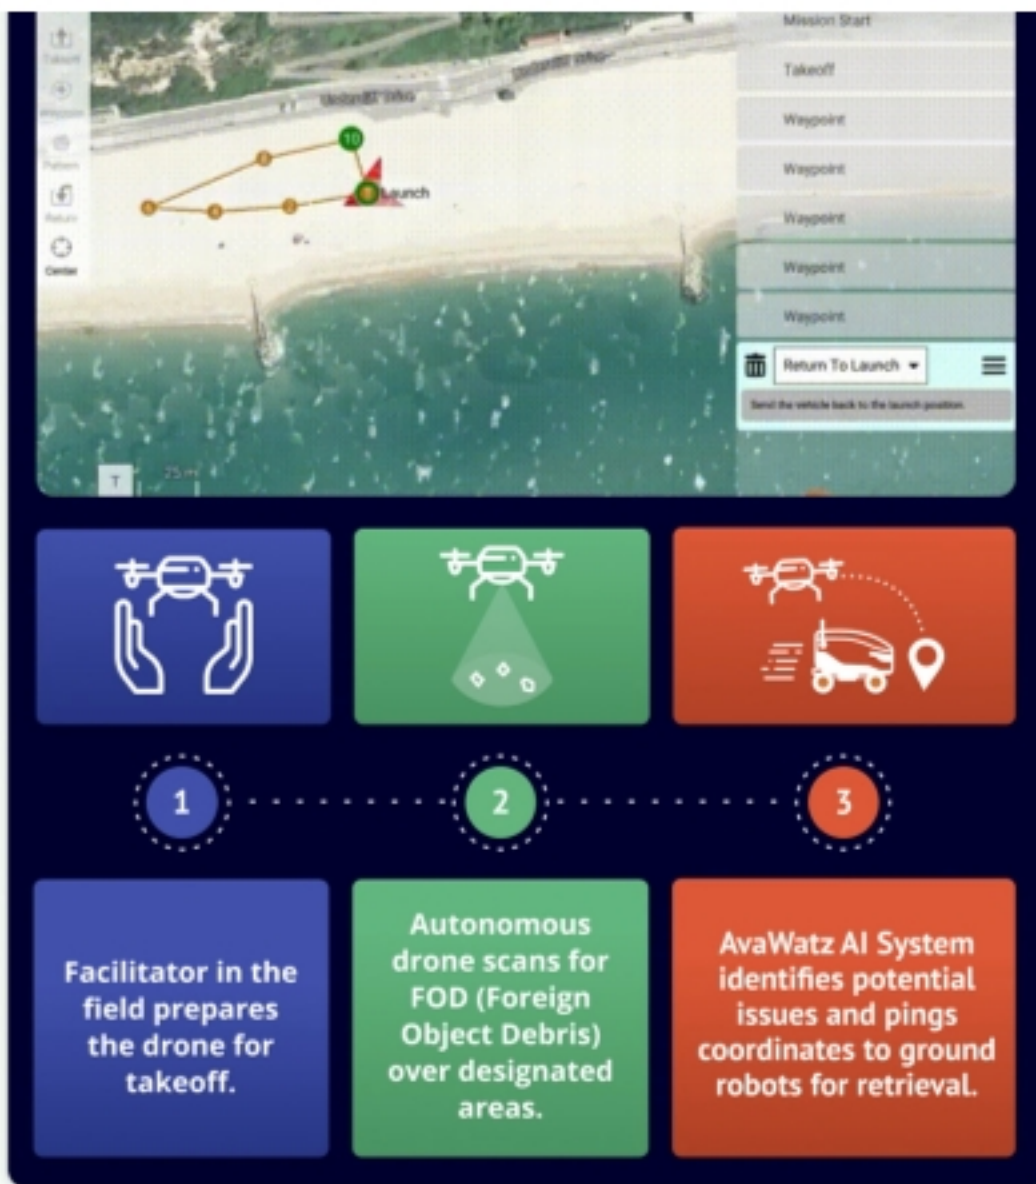 Takeoff
Pattern
Return
Center
10
Launch
25 m
T
Mission Start
Takeoff
Waypoint
Waypoint
Waypoint
Waypoint
Waypoint
Return To Launch
Send the vehicle back to the launch position.
1
2
3
Facilitator in the
field prepares
the drone for
takeoff.
Autonomous
drone scans for
FOD (Foreign
Object Debris)
over designated
areas.
AvaWatz AI System
identifies potential
issues and pings
coordinates to ground
robots for retrieval.